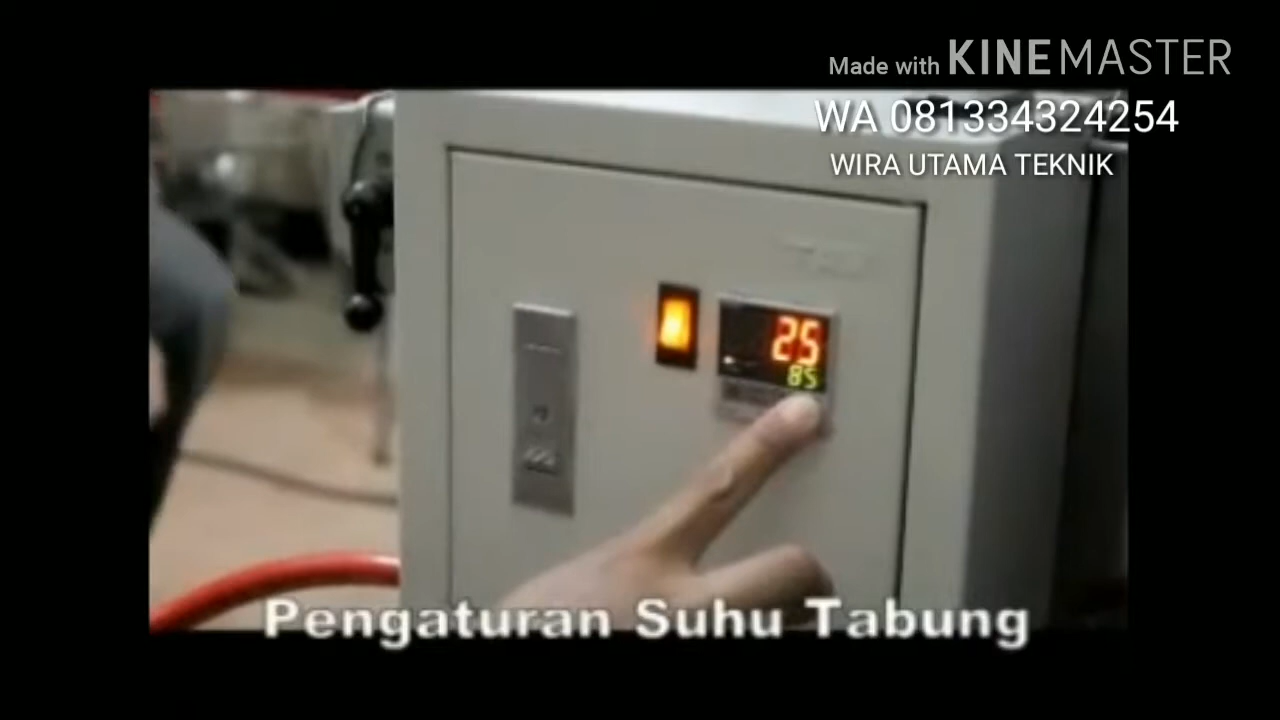 Made with KINEMASTER
WA 081334324254
WIRA UTAMA TEKNIK
25
85
Pengaturan Suhu Tabung